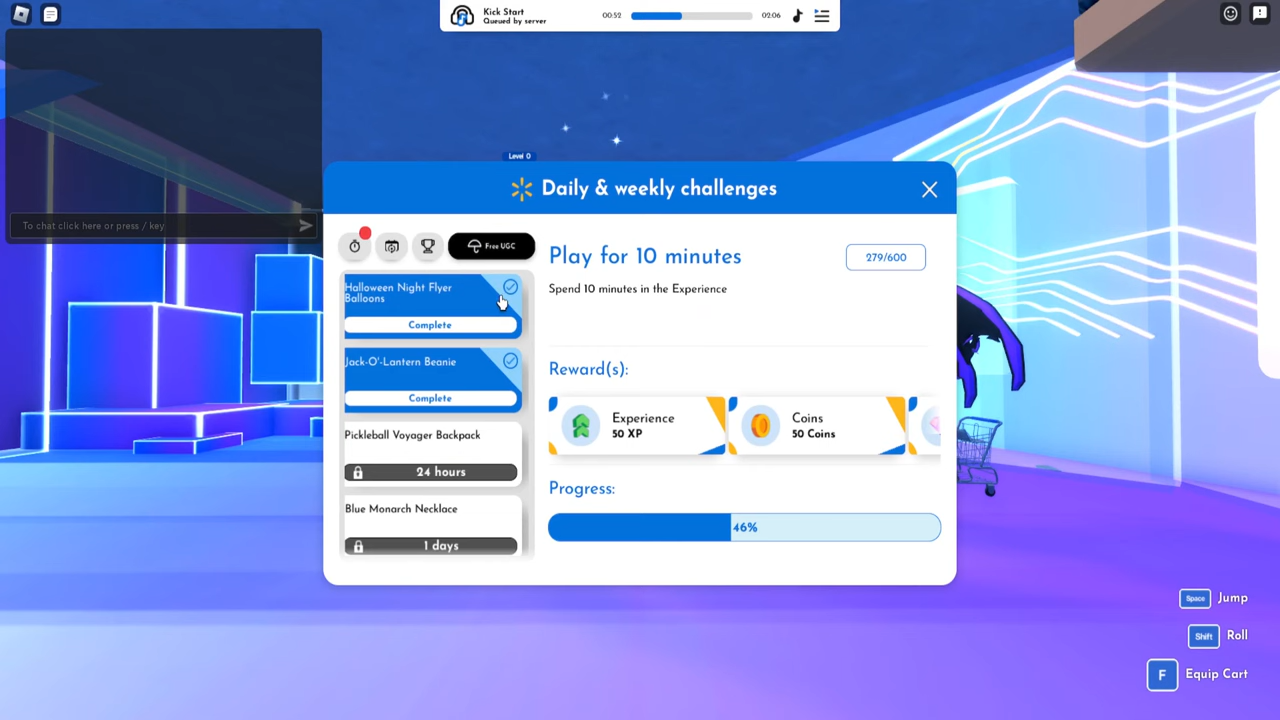 Kick Start
Queued by server
00:52
02:06
To chat click here or press / key
Level 0
Daily & weekly challenges
Free UGC
Halloween Night Flyer
Balloons
Complete
Jack-O'-Lantern Beanie
Complete
Pickleball Voyager Backpack
24 hours
Blue Monarch Necklace
1 days
Play for 10 minutes
279/600
Spend 10 minutes in the Experience
Reward(s):
Experience
50 XP
Coins
50 Coins
Progress:
46%
Space
Jump
Shift
Roll
F
Equip Cart